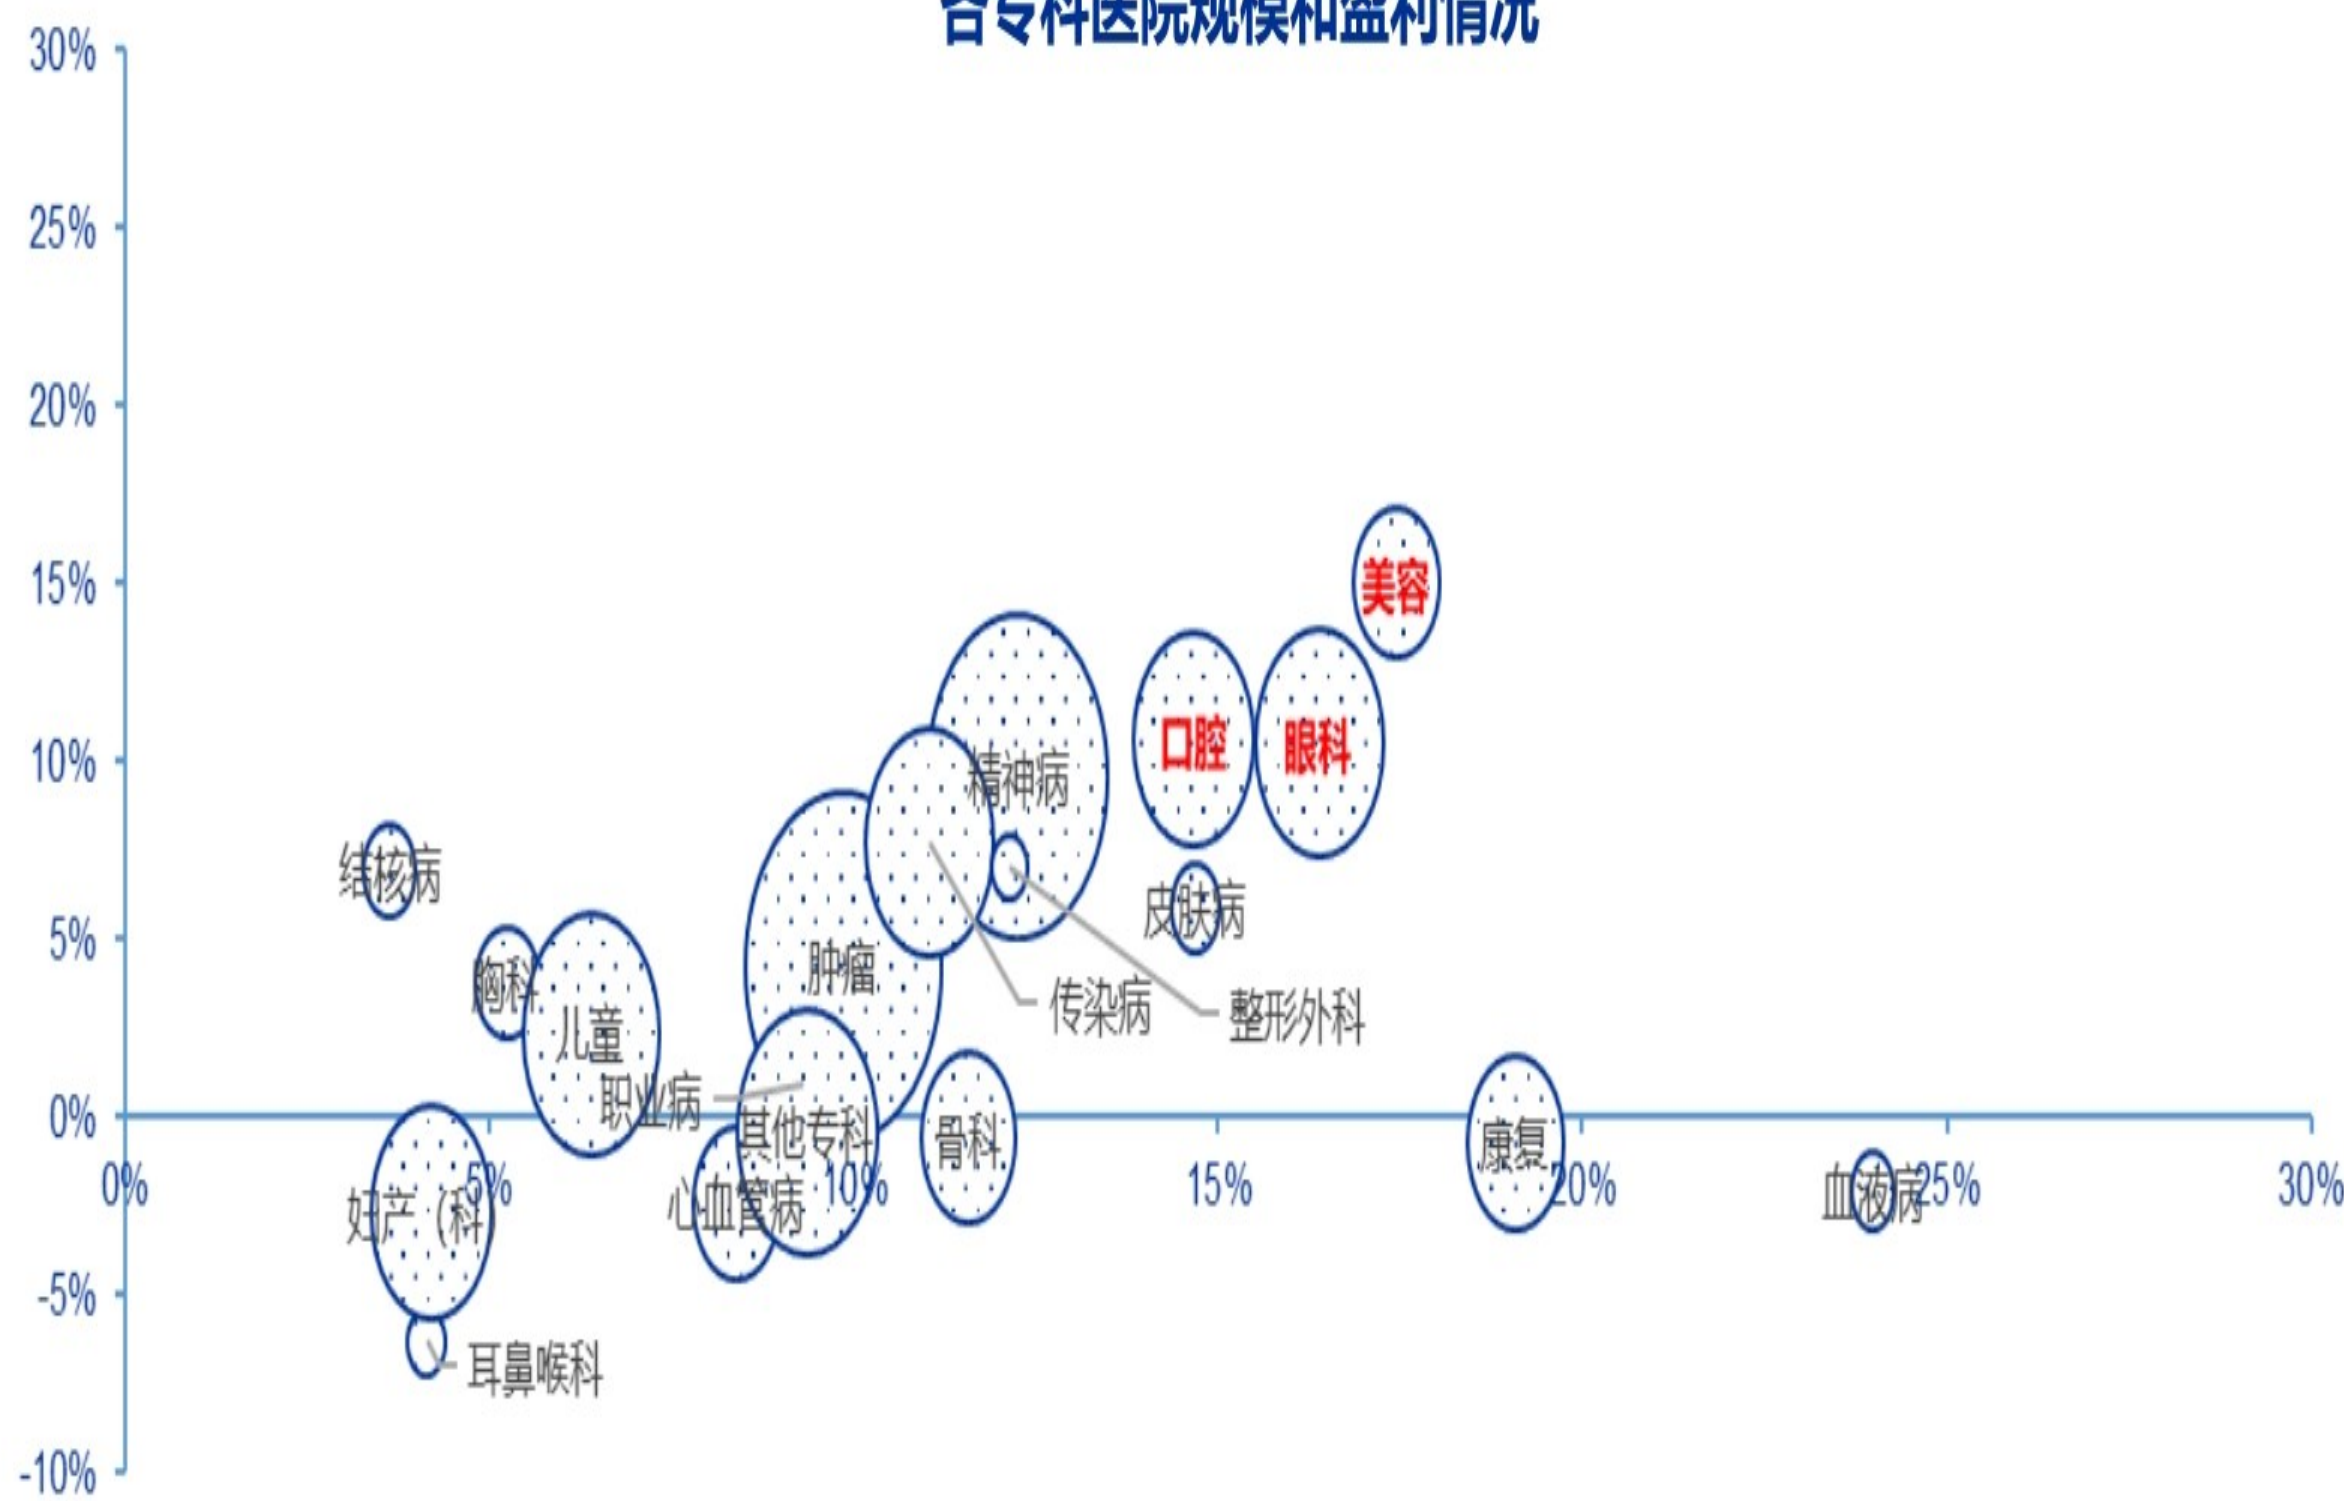 各专科医院规模和盈利情况
30%
25%
20%
15%
10%
5%
0%
-5%
-10%
0%
5%
10%
15%
20%
25%
30%
美容
口腔
眼科
精神病
结核病
皮肤病
肿瘤
胸科
传染病
整形外科
儿童
职业病
其他专科
骨科
康复
心血管病
血液病
妇产（科）
耳鼻喉科